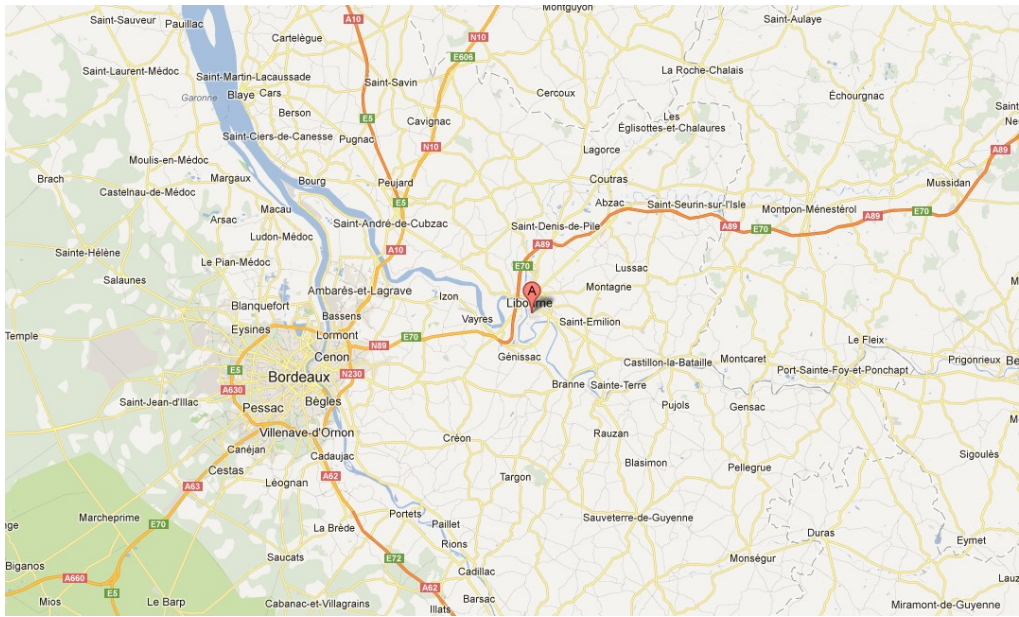 Montguyon
Saint-Sauveur
Pauillac
A10
Saint-Aulaye
Cartelègue
N10
E606
Saint-Laurent-Médoc
Saint-Martin-Lacaussade
Saint-Savin
La Roche-Chalais
Garonne
Blaye
Cars
Cercoux
Échourgnac
Saint
Berson
E5
Cavignac
Les
Églisottes-et-Chalaures
Ne
Saint-Ciers-de-Canesse
Pugnac
N10
Lagorce
A89
Moulis-en-Médoc
Brach
Margaux
Bourg
Peujard
Coutras
Mussidan
Castelnau-de-Médoc
E5
Abzac
Saint-Seurin-sur-l'Isle
Montpon-Ménestérol
E70
Macau
Arsac
Saint-André-de-Cubzac
Saint-Denis-de-Pile
A89
A89
E70
Ludon-Médoc
A10
A89
Sainte-Hélène
Le Pian-Médoc
E70
Lussac
Salaunes
Ambarès-et-Lagrave
Izon
A
Montagne
M
Blanquefort
Libourne
Bassens
Vayres
Saint-Emilion
Temple
Eysines
Lormont
E70
Le Fleix
N89
Cenon
Génissac
Castillon-la-Bataille
Montcaret
Prigonrieux
Be
E5
Bordeaux
N230
Port-Sainte-Foy-et-Ponchapt
A630
Branne
Sainte-Terre
Saint-Jean-d'Illac
Pessac
Bègles
Pujols
Gensac
M
Villenave-d'Ornon
Créon
Rauzan
Canéjan
Cadaujac
Sigoulès
Cestas
A62
Targon
Blasimon
Pellegrue
A63
Léognan
Marcheprime
E70
Portets
Paillet
Sauveterre-de-Guyenne
nge
La Brède
Duras
Rions
Eymet
Saucats
E72
Monségur
Biganos
A660
Cadillac
Lauz
E5
A62
Mios
Le Barp
Cabanac-et-Villagrains
Barsac
Illats
Miramont-de-Guyenne